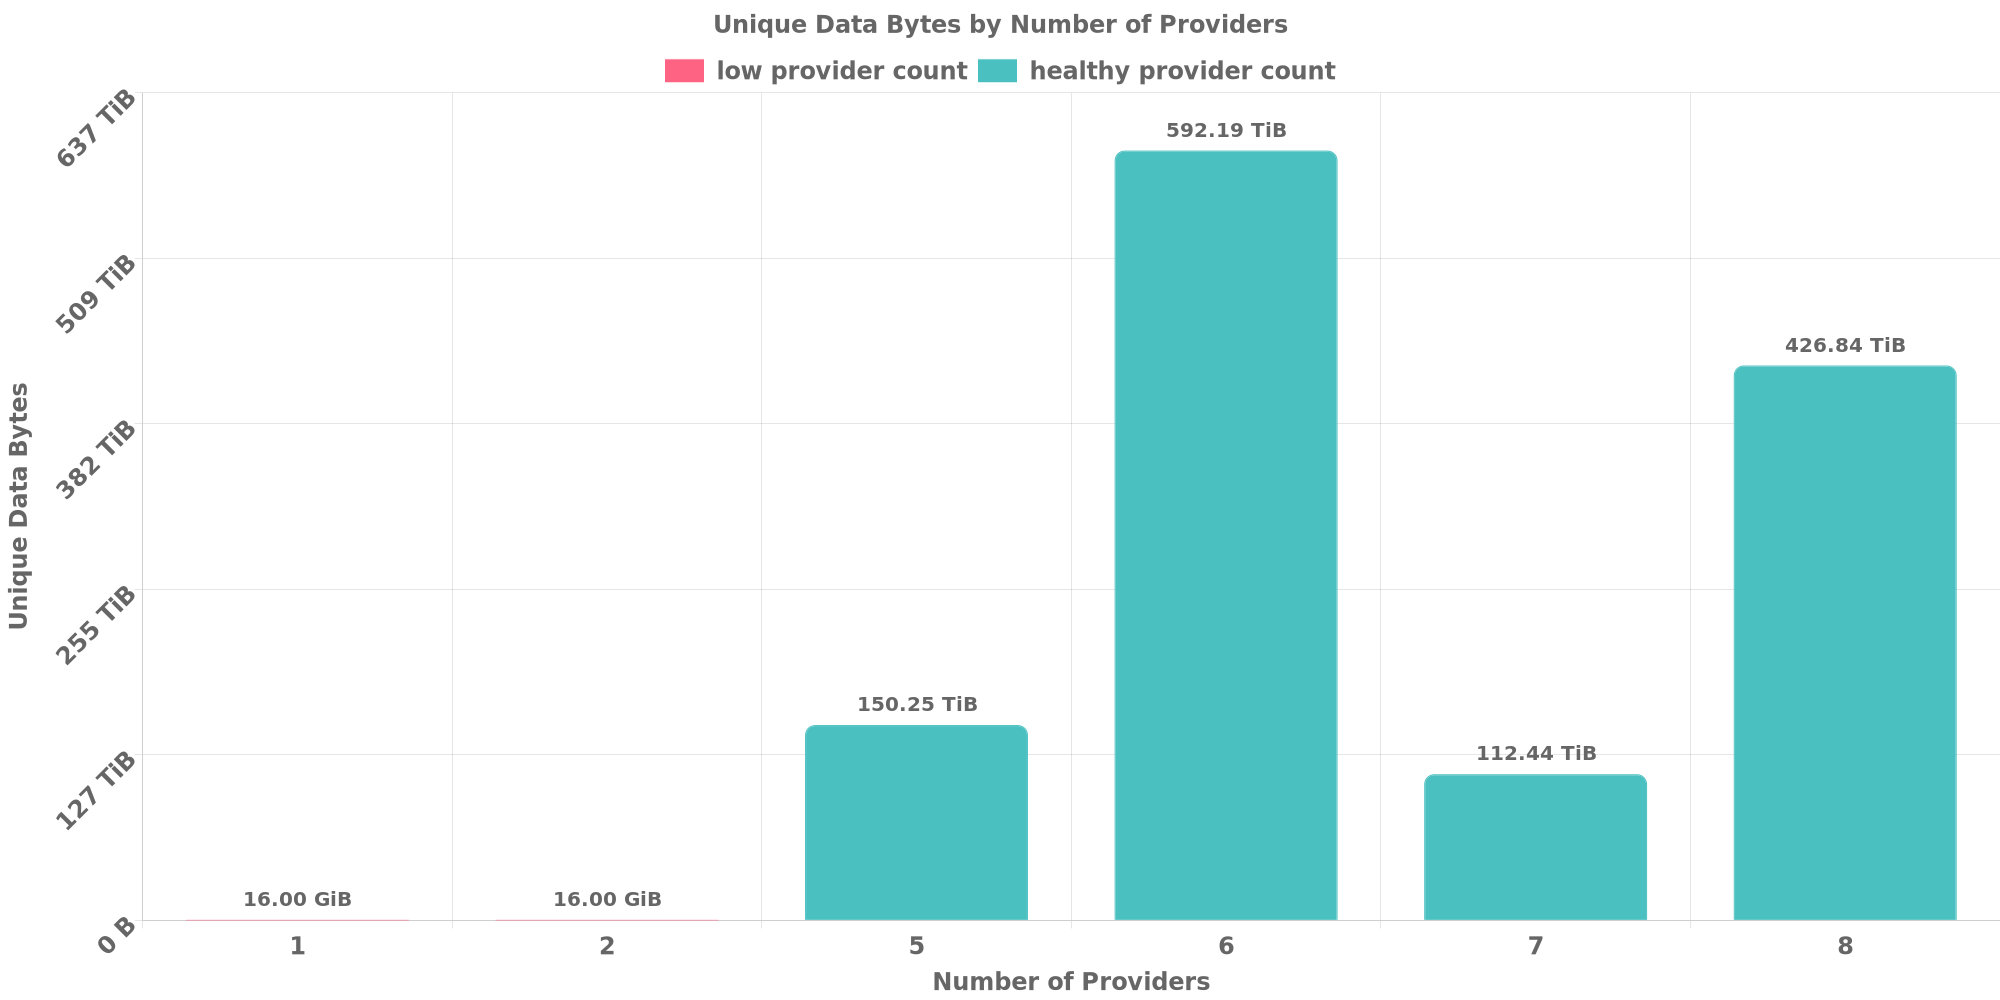 Unique Data Bytes by Number of Providers
low provider count
healthy provider count
637 TiB
509 TiB
382 TiB
255 TiB
127 TiB
0 B
Unique Data Bytes
16.00 GiB
16.00 GiB
150.25 TiB
592.19 TiB
112.44 TiB
426.84 TiB
1
2
5
6
7
8
Number of Providers